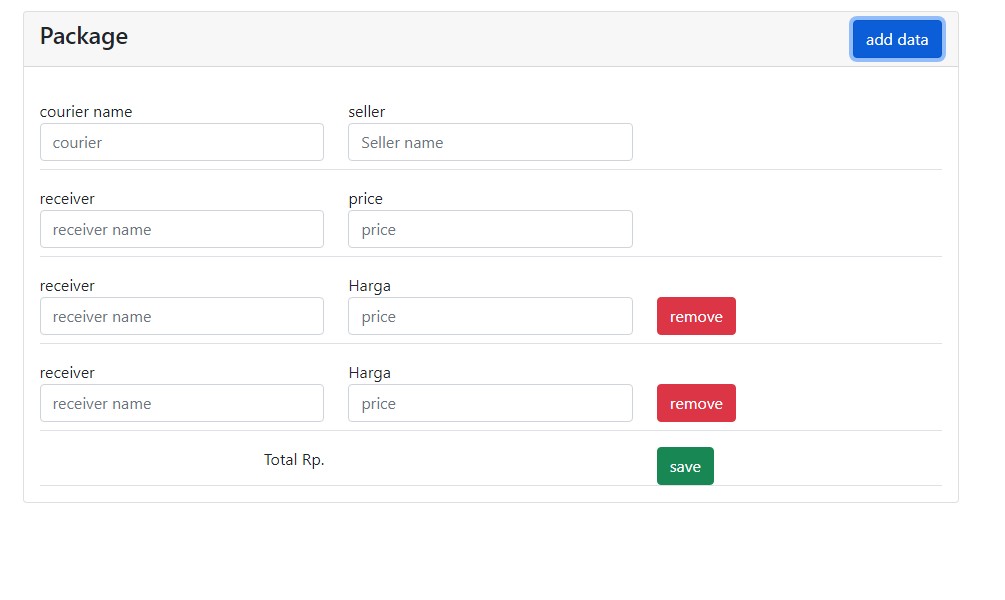 Package
add data
courier name seller
courier Seller name
receiver price
receiver name price
receiver Harga
receiver name price remove
receiver Harga
receiver name price remove
Total Rp. save